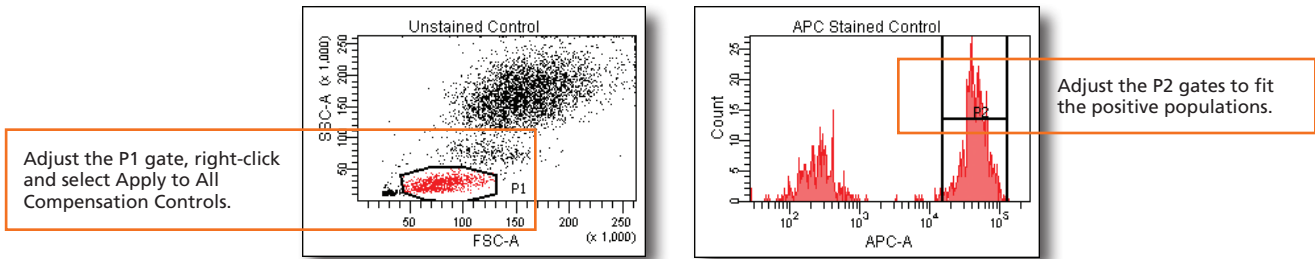 Unstained Control
SSC-A (x 1,000)
50 100 150 200 250
P1
50 100 150 200 250
FSC-A (x 1,000)
Adjust the P1 gate, right-click
and select Apply to All
Compensation Controls.
APC Stained Control
Count
0 5 10 15 20 25
P2
10² 10³ 10⁴ 10⁵
APC-A
Adjust the P2 gates to fit
the positive populations.